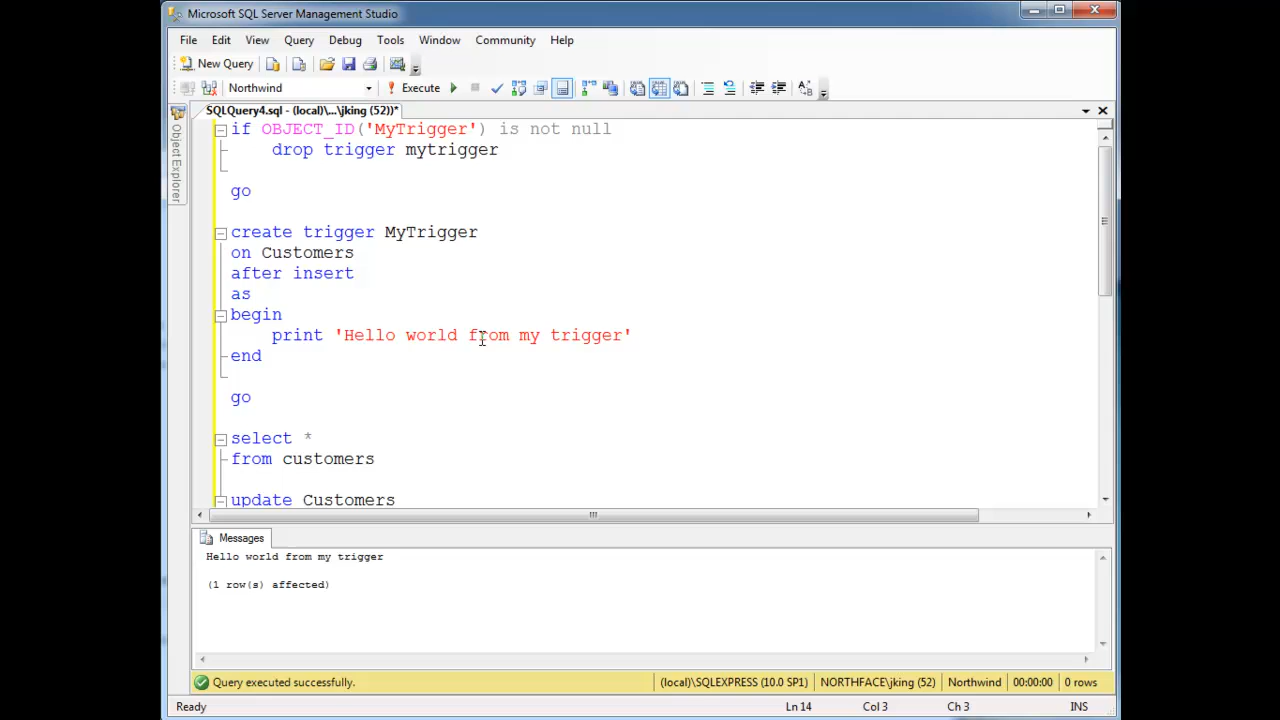 Microsoft SQL Server Management Studio
File Edit View Query Debug Tools Window Community Help
New Query
Northwind Execute
SQLQuery4.sql - (local)\...\jking (52))*
Object Explorer
if OBJECT_ID('MyTrigger') is not null
drop trigger mytrigger
go
create trigger MyTrigger
on Customers
after insert
as
begin
print 'Hello world from my trigger'
end
go
select *
from customers
update Customers
Messages
Hello world from my trigger
(1 row(s) affected)
Query executed successfully. (local)\SQLEXPRESS (10.0 SP1) NORTHFACE\jking (52) Northwind 00:00:00 0 rows
Ready Ln 14 Col 3 Ch 3 INS